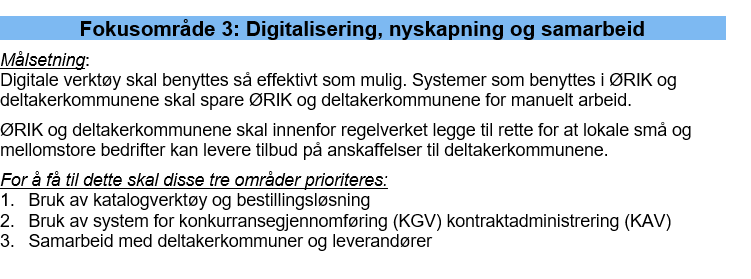 Fokusområde 3: Digitalisering, nyskapning og samarbeid
Målsetning:
Digitale verktøy skal benyttes så effektivt som mulig. Systemer som benyttes i ØRIK og
deltakerkommunene skal spare ØRIK og deltakerkommunene for manuelt arbeid.
ØRIK og deltakerkommunene skal innenfor regelverket legge til rette for at lokale små og
mellomstore bedrifter kan levere tilbud på anskaffelser til deltakerkommunene.
For å få til dette skal disse tre områder prioriteres:
1. Bruk av katalogverktøy og bestillingsløsning
2. Bruk av system for konkurransegjennomføring (KGV) kontraktadministrering (KAV)
3. Samarbeid med deltakerkommuner og leverandører